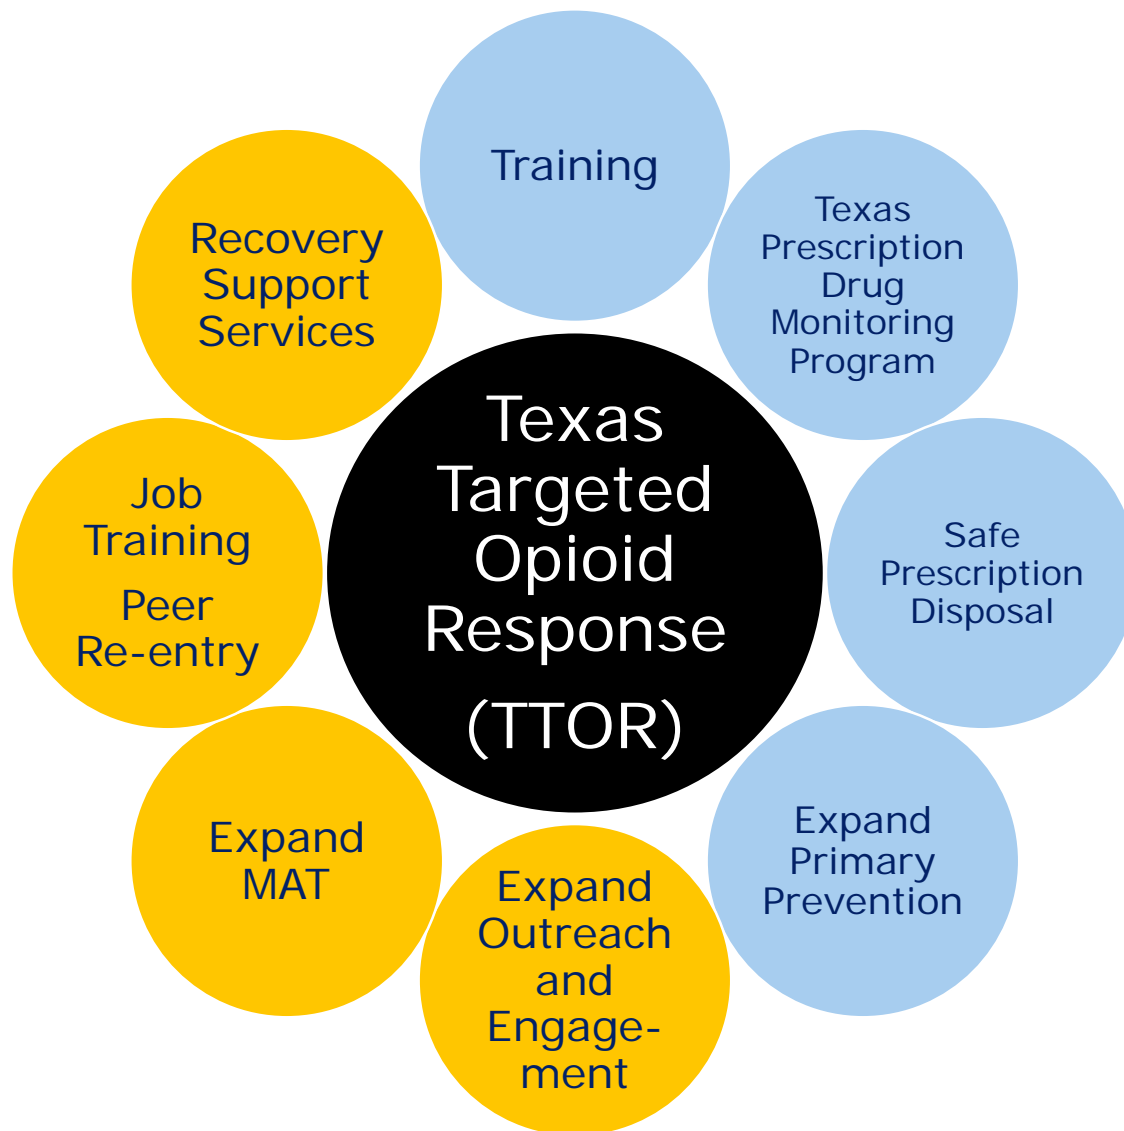 Training
Texas
Prescription
Drug
Monitoring
Program
Safe
Prescription
Disposal
Expand
Primary
Prevention
Expand
Outreach
and
Engage-
ment
Expand
MAT
Job
Training
Peer
Re-entry
Recovery
Support
Services
Texas
Targeted
Opioid
Response
(TTOR)